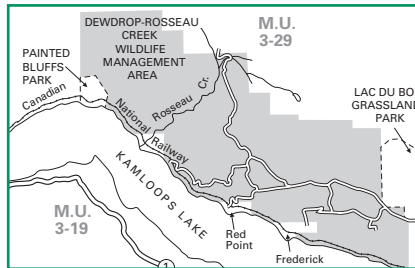 DEWDROP-ROSSEAU
CREEK
WILDLIFE
MANAGEMENT
AREA
M.U.
3-29
PAINTED
BLUFFS
PARK
Canadian
National
Railway
Rosseau Cr.
LAC DU BO
GRASSLAND
PARK
KAMLOOPS LAKE
M.U.
3-19
Red
Point
Frederick
1